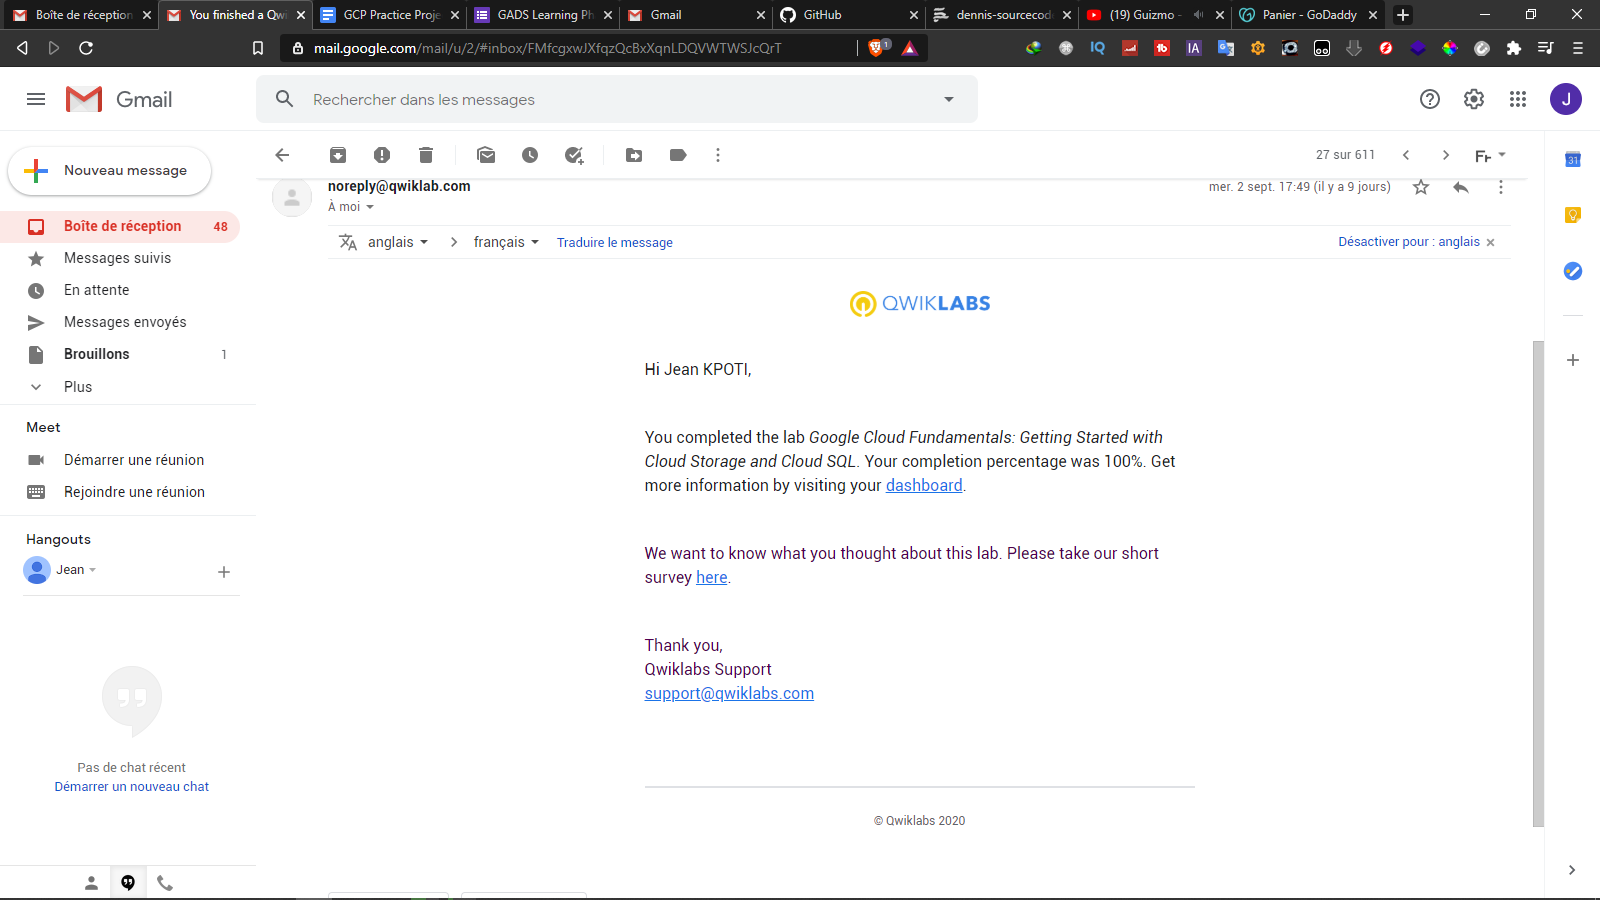 Boîte de réception
You finished a Qwi
GCP Practice Proje
GADS Learning Ph
Gmail
GitHub
dennis-sourcecod
(19) Guizmo -
Panier - GoDaddy
mail.google.com/mail/u/2/#inbox/FMfcgxwJXfqzQcBxXqnLDQVWTWSJcQrT
1
IQ
IA
Gmail
Rechercher dans les messages
J
Nouveau message
27 sur 611
31
noreply@qwiklab.com
mer. 2 sept. 17:49 (il y a 9 jours)
À moi
Boîte de réception 48
Messages suivis
En attente
Messages envoyés
Brouillons 1
Plus
anglais
français
Traduire le message
Désactiver pour : anglais
Meet
Démarrer une réunion
Rejoindre une réunion
Hangouts
Jean
Pas de chat récent
Démarrer un nouveau chat
QWIKLABS
Hi Jean KPOTI,
You completed the lab Google Cloud Fundamentals: Getting Started with
Cloud Storage and Cloud SQL. Your completion percentage was 100%. Get
more information by visiting your dashboard.
We want to know what you thought about this lab. Please take our short
survey here.
Thank you,
Qwiklabs Support
support@qwiklabs.com
© Qwiklabs 2020